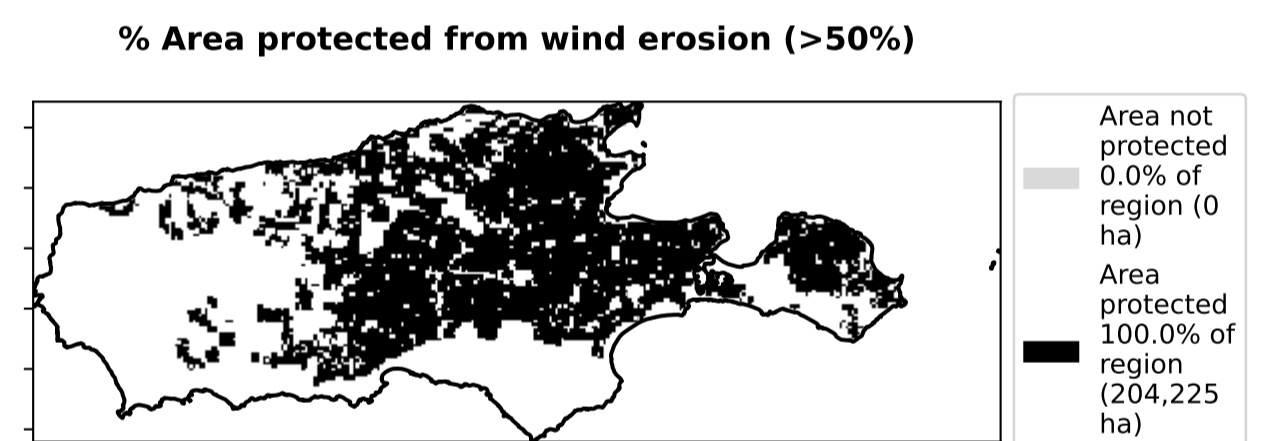 % Area protected from wind erosion (>50%)
Area not
protected
0.0% of
region (0
ha)
Area
protected
100.0% of
region
(204,225
ha)